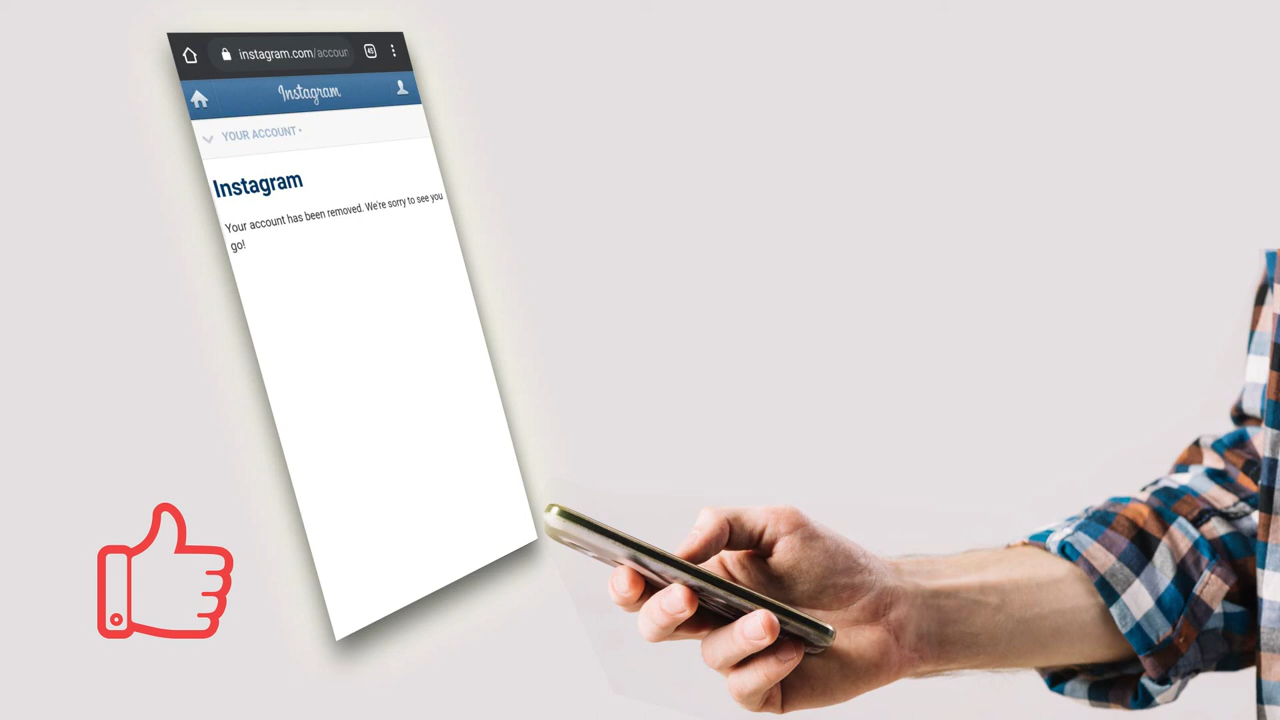 instagram.com/accoun
45
Instagram
YOUR ACCOUNT
Instagram
Your account has been removed. We're sorry to see you
go!